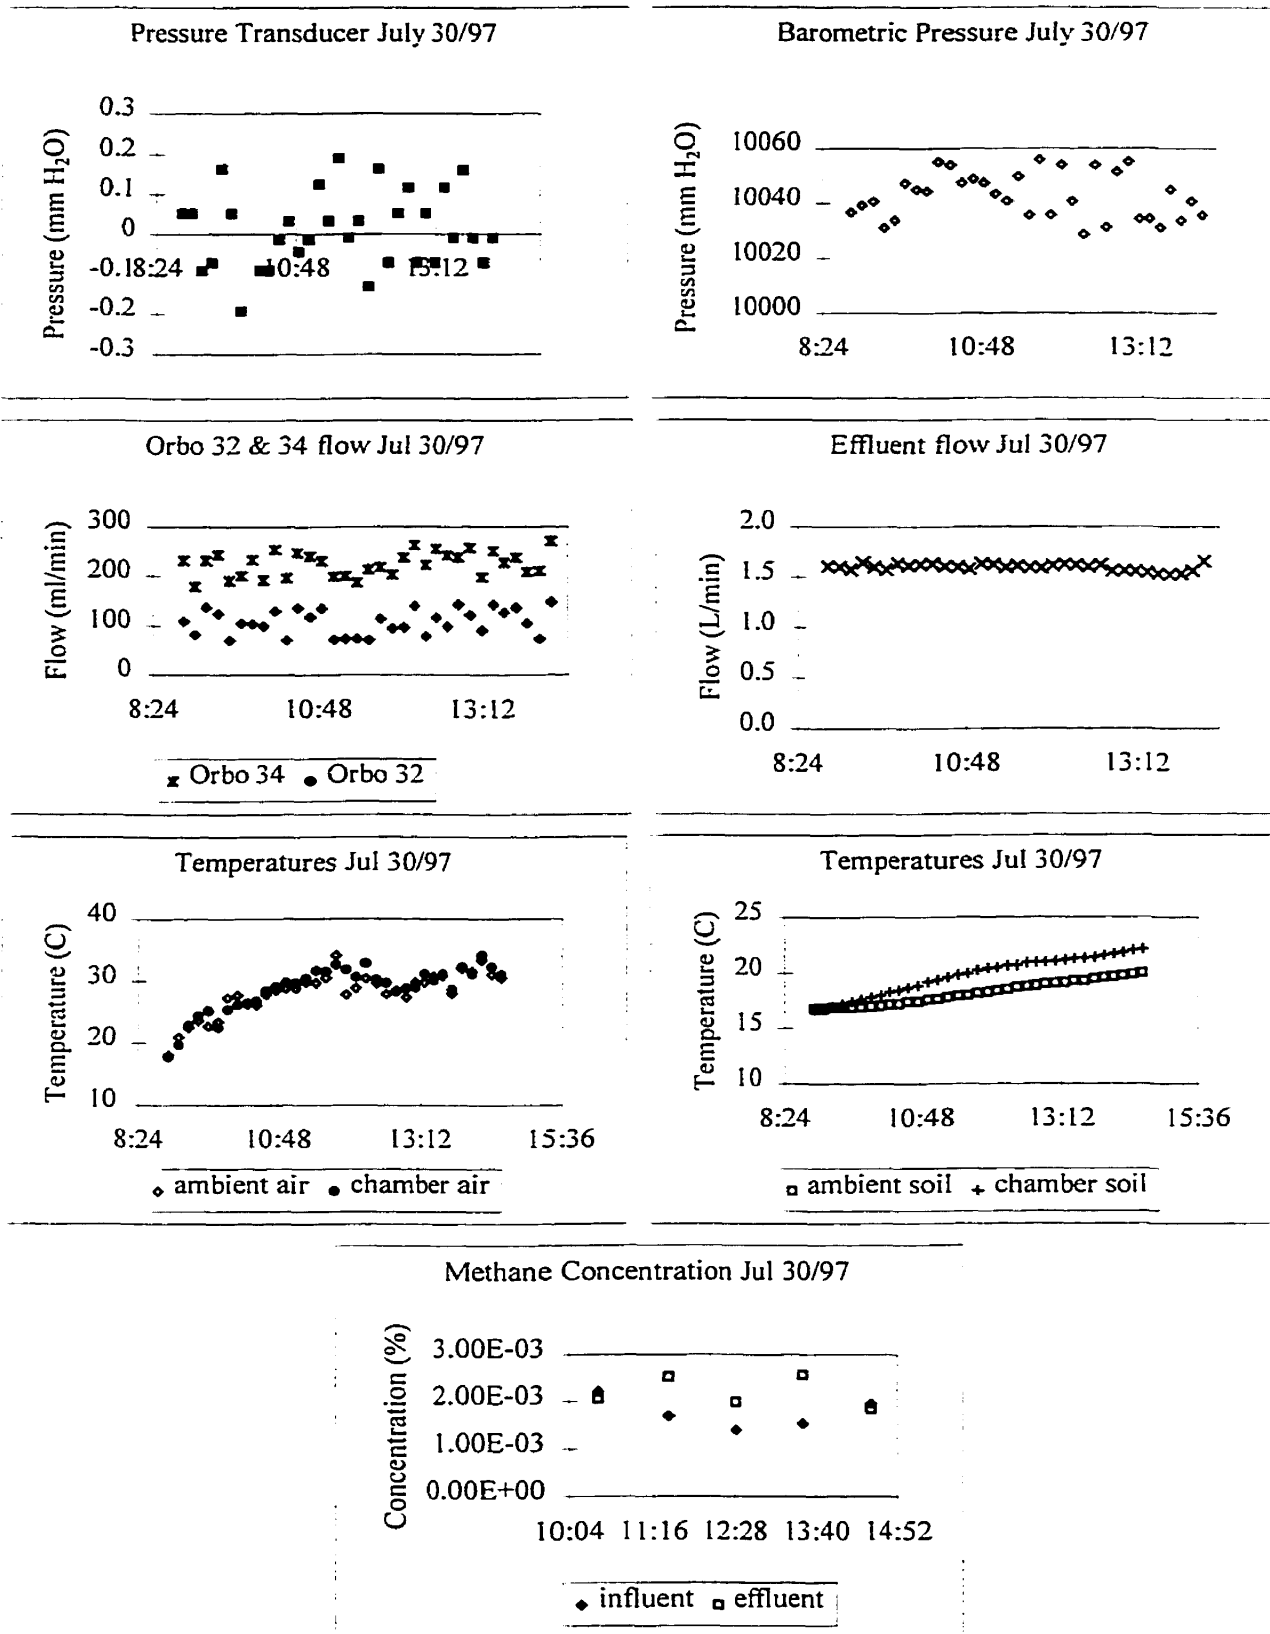 Pressure Transducer July 30/97
Pressure (mm H₂O)
0.3
0.2
0.1
0
-0.1
-0.2
-0.3
8:24
10:48
13:12
Barometric Pressure July 30/97
Pressure (mm H₂O)
10060
10040
10020
10000
8:24
10:48
13:12
Orbo 32 & 34 flow Jul 30/97
Flow (ml/min)
300
200
100
0
8:24
10:48
13:12
Orbo 34
Orbo 32
Effluent flow Jul 30/97
Flow (L/min)
2.0
1.5
1.0
0.5
0.0
8:24
10:48
13:12
Temperatures Jul 30/97
Temperature (C)
40
30
20
10
8:24
10:48
13:12
15:36
ambient air
chamber air
Temperatures Jul 30/97
Temperature (C)
25
20
15
10
8:24
10:48
13:12
15:36
ambient soil
chamber soil
Methane Concentration Jul 30/97
Concentration (%)
3.00E-03
2.00E-03
1.00E-03
0.00E+00
10:04
11:16
12:28
13:40
14:52
influent
effluent